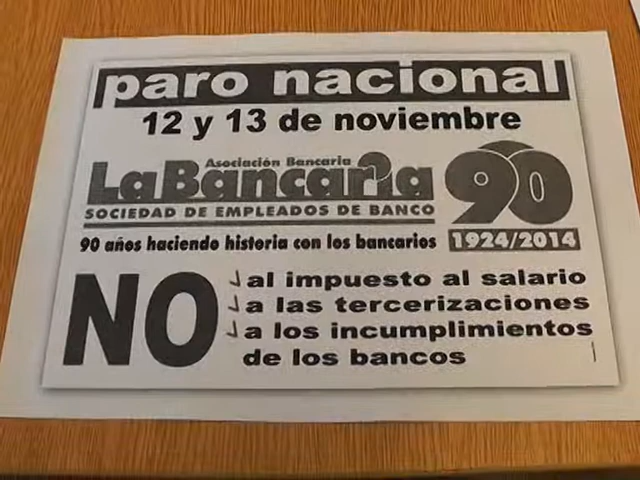 paro nacional
12 y 13 de noviembre
Asociación Bancaria
LaBancaria
SOCIEDAD DE EMPLEADOS DE BANCO
90
90 años haciendo historia con los bancarios
1924/2014
NO
al impuesto al salario
a las tercerizaciones
a los incumplimientos
de los bancos